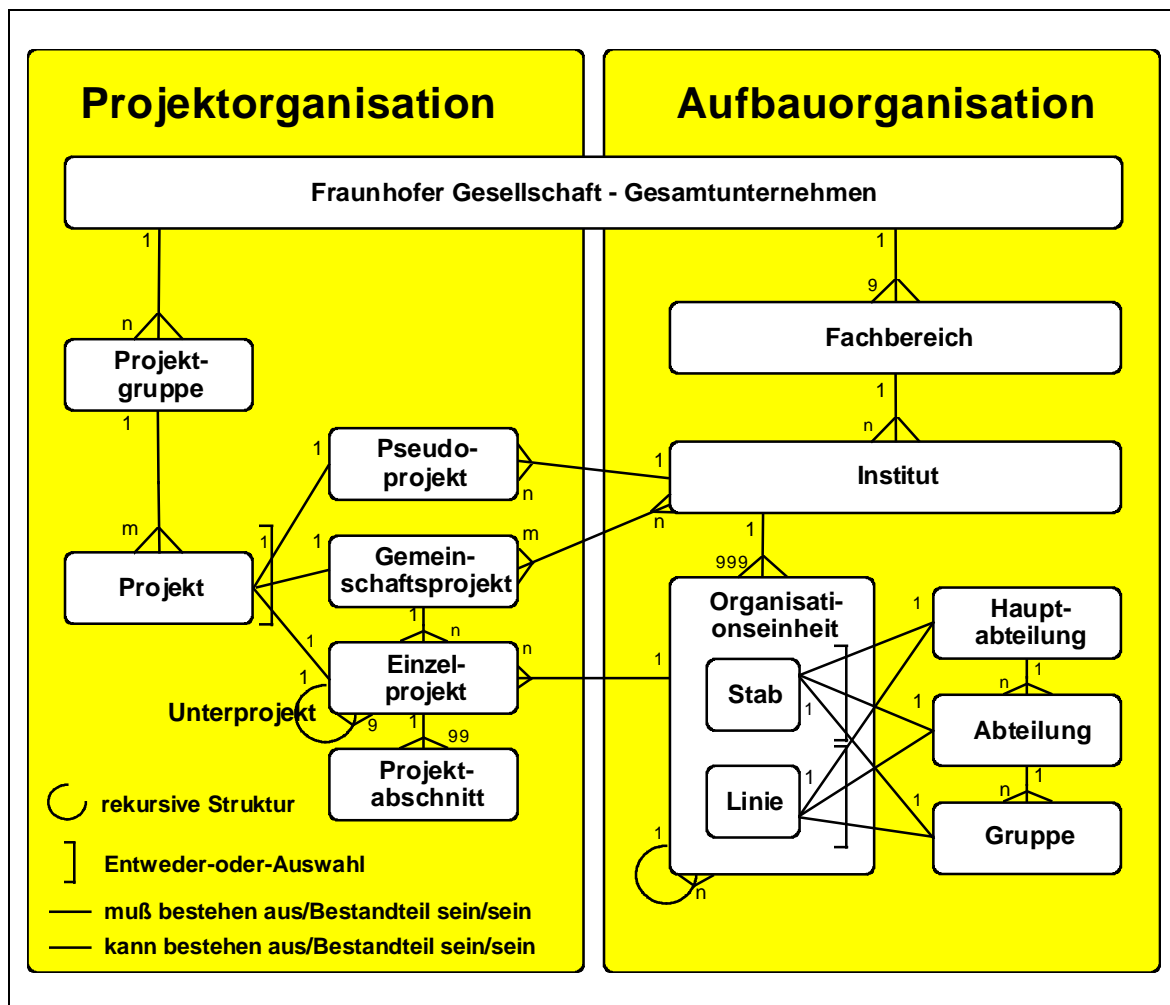 Projektorganisation
Aufbauorganisation
Fraunhofer Gesellschaft - Gesamtunternehmen
1
1
9
n
Fachbereich
Projekt-
gruppe
1
1
n
1
Pseudo-
projekt
n
1
Institut
m
1
1
m
n
1
Projekt
Gemein-
schaftsprojekt
999
Organisati-
onseinheit
1
Haupt-
abteilung
1
n
1
1
n
1
Einzel-
projekt
1
Stab
1
n
1
Unterprojekt
9
1
99
1
Abteilung
Projekt-
abschnitt
1
1
n
1
rekursive Struktur
Linie
1
Gruppe
Entweder-oder-Auswahl
n
muß bestehen aus/Bestandteil sein/sein
kann bestehen aus/Bestandteil sein/sein